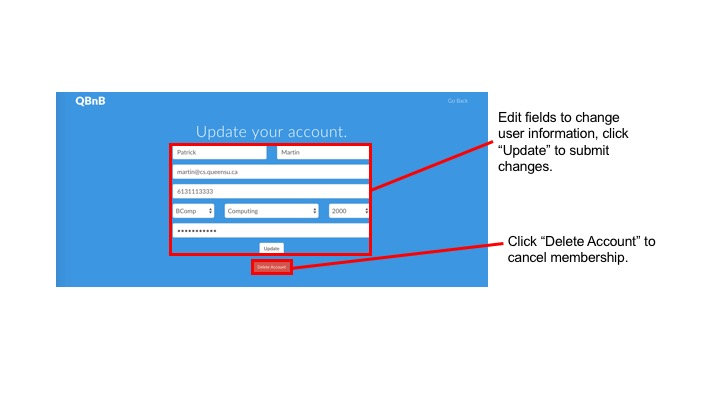 QBnB
Go Back
Update your account.
Patrick
Martin
martin@cs.queensu.ca
6131113333
BComp
Computing
2000
Update
Delete Account
Edit fields to change
user information, click
“Update” to submit
changes.
Click “Delete Account” to
cancel membership.